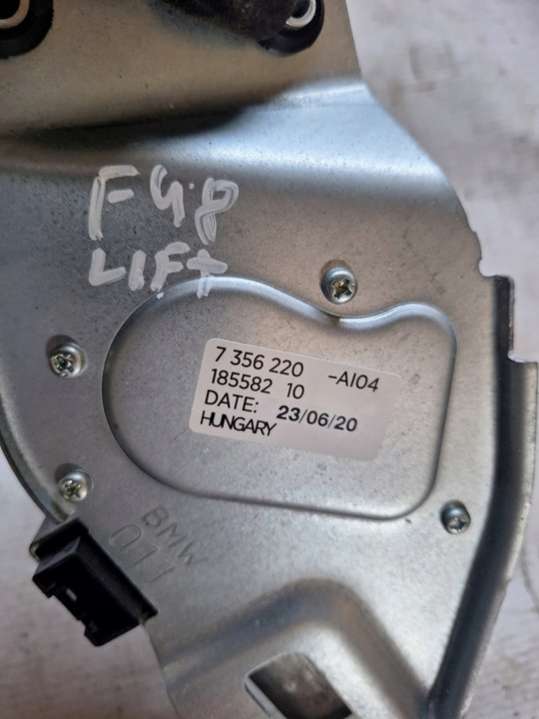 F48
LIFT
7 356 220 -AI04
185582 10
DATE: 23/06/20
HUNGARY
BMW